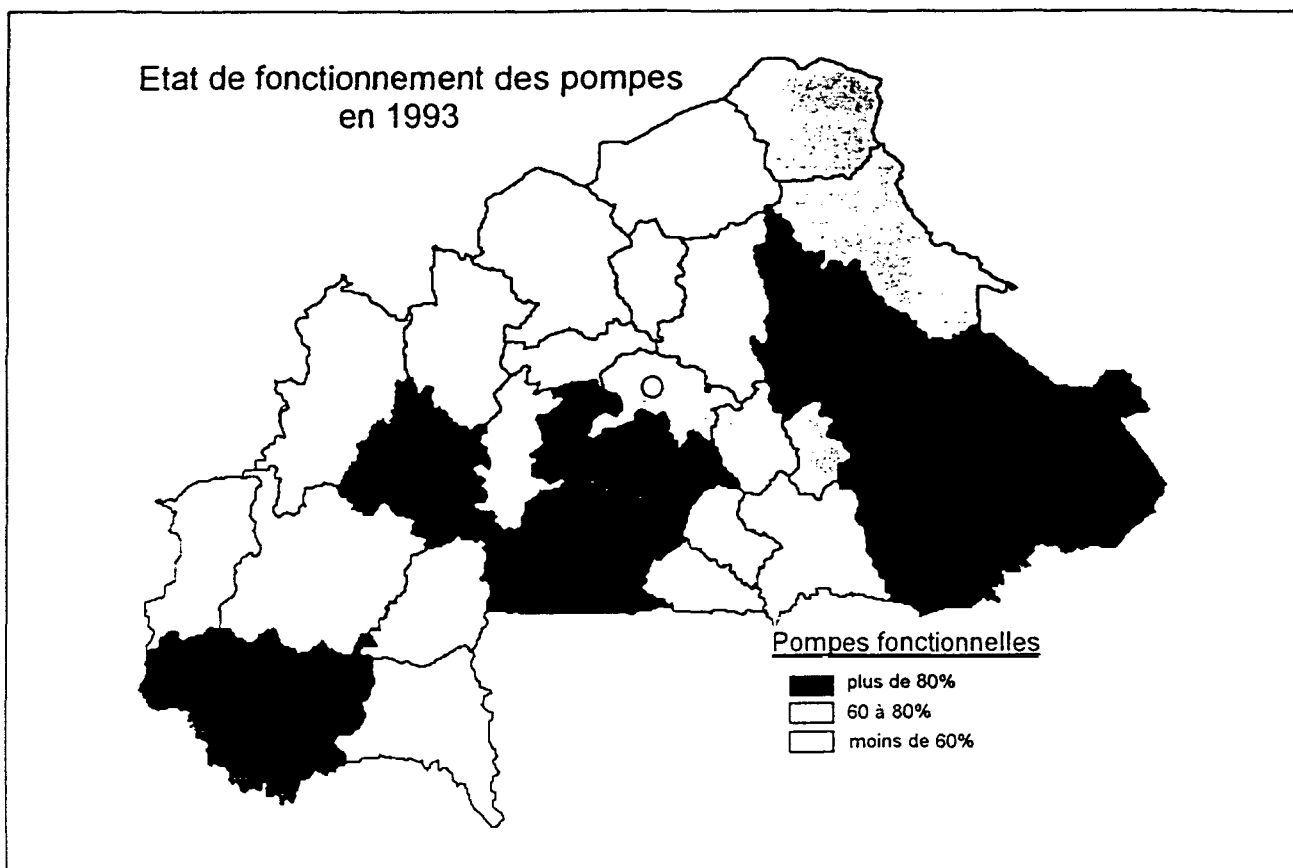 Etat de fonctionnement des pompes
en 1993
Pompes fonctionnelles
plus de 80%
60 à 80%
moins de 60%